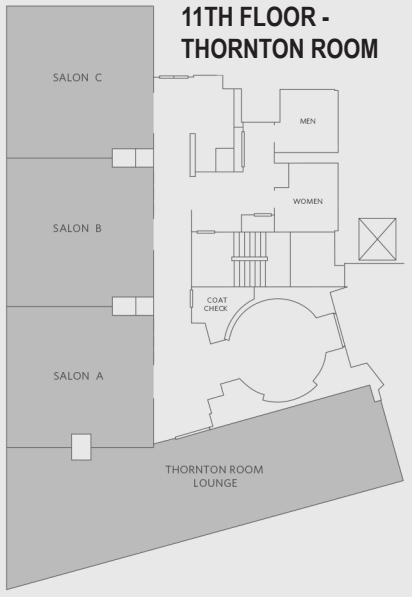 11TH FLOOR -
THORNTON ROOM
SALON C
MEN
WOMEN
SALON B
COAT
CHECK
SALON A
THORNTON ROOM
LOUNGE